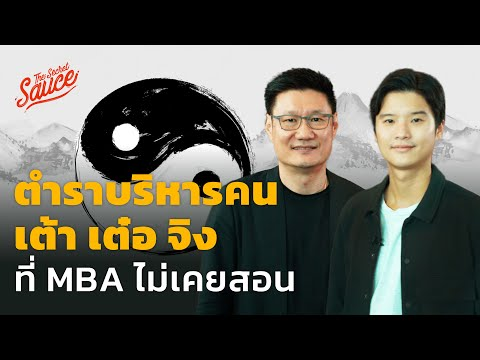 The Secret
Sauce
ตำราบริหารคน
เต้า เต๋อ จิง
ที่ MBA ไม่เคยสอน